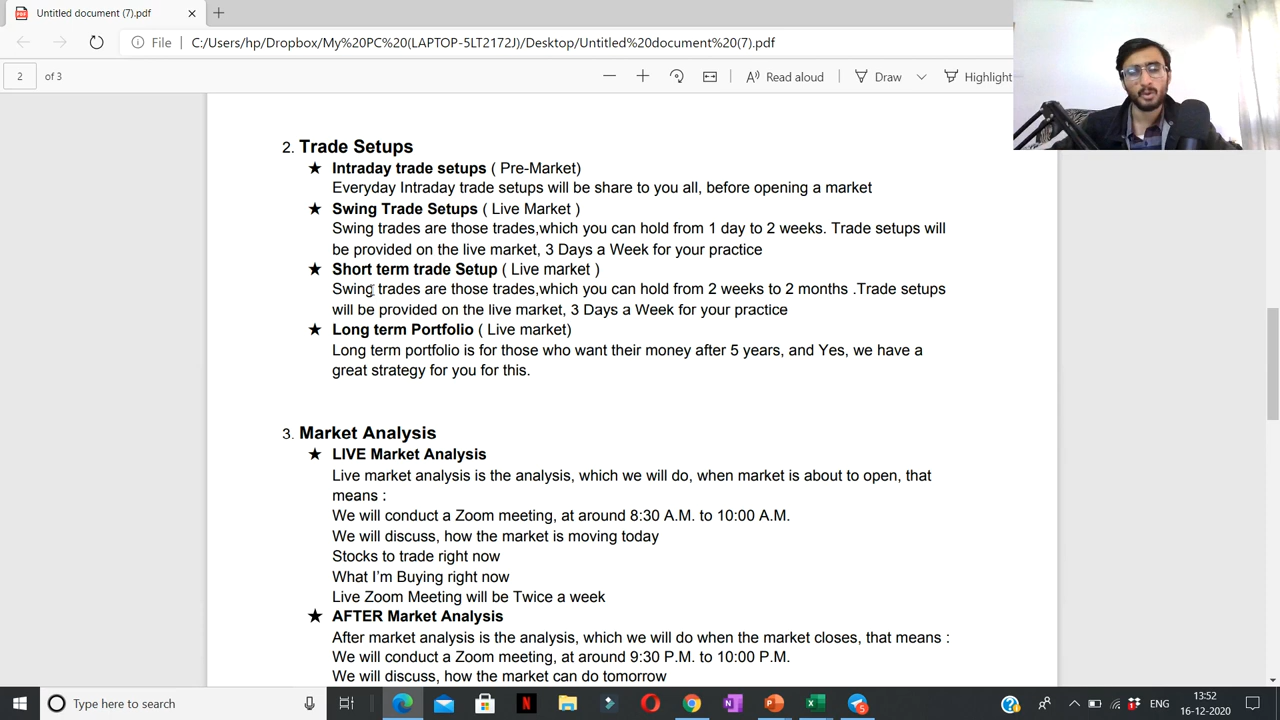 Untitled document (7).pdf
File
C:/Users/hp/Dropbox/My%20PC%20(LAPTOP-5LT2172J)/Desktop/Untitled%20document%20(7).pdf
2 of 3
Read aloud
Draw
Highlight
2. Trade Setups
★ Intraday trade setups ( Pre-Market)
Everyday Intraday trade setups will be share to you all, before opening a market
★ Swing Trade Setups ( Live Market )
Swing trades are those trades,which you can hold from 1 day to 2 weeks. Trade setups will
be provided on the live market, 3 Days a Week for your practice
★ Short term trade Setup ( Live market )
Swing trades are those trades,which you can hold from 2 weeks to 2 months .Trade setups
will be provided on the live market, 3 Days a Week for your practice
★ Long term Portfolio ( Live market)
Long term portfolio is for those who want their money after 5 years, and Yes, we have a
great strategy for you for this.
3. Market Analysis
★ LIVE Market Analysis
Live market analysis is the analysis, which we will do, when market is about to open, that
means :
We will conduct a Zoom meeting, at around 8:30 A.M. to 10:00 A.M.
We will discuss, how the market is moving today
Stocks to trade right now
What I'm Buying right now
Live Zoom Meeting will be Twice a week
★ AFTER Market Analysis
After market analysis is the analysis, which we will do when the market closes, that means :
We will conduct a Zoom meeting, at around 9:30 P.M. to 10:00 P.M.
We will discuss, how the market can do tomorrow
Type here to search
ENG
13:52
16-12-2020